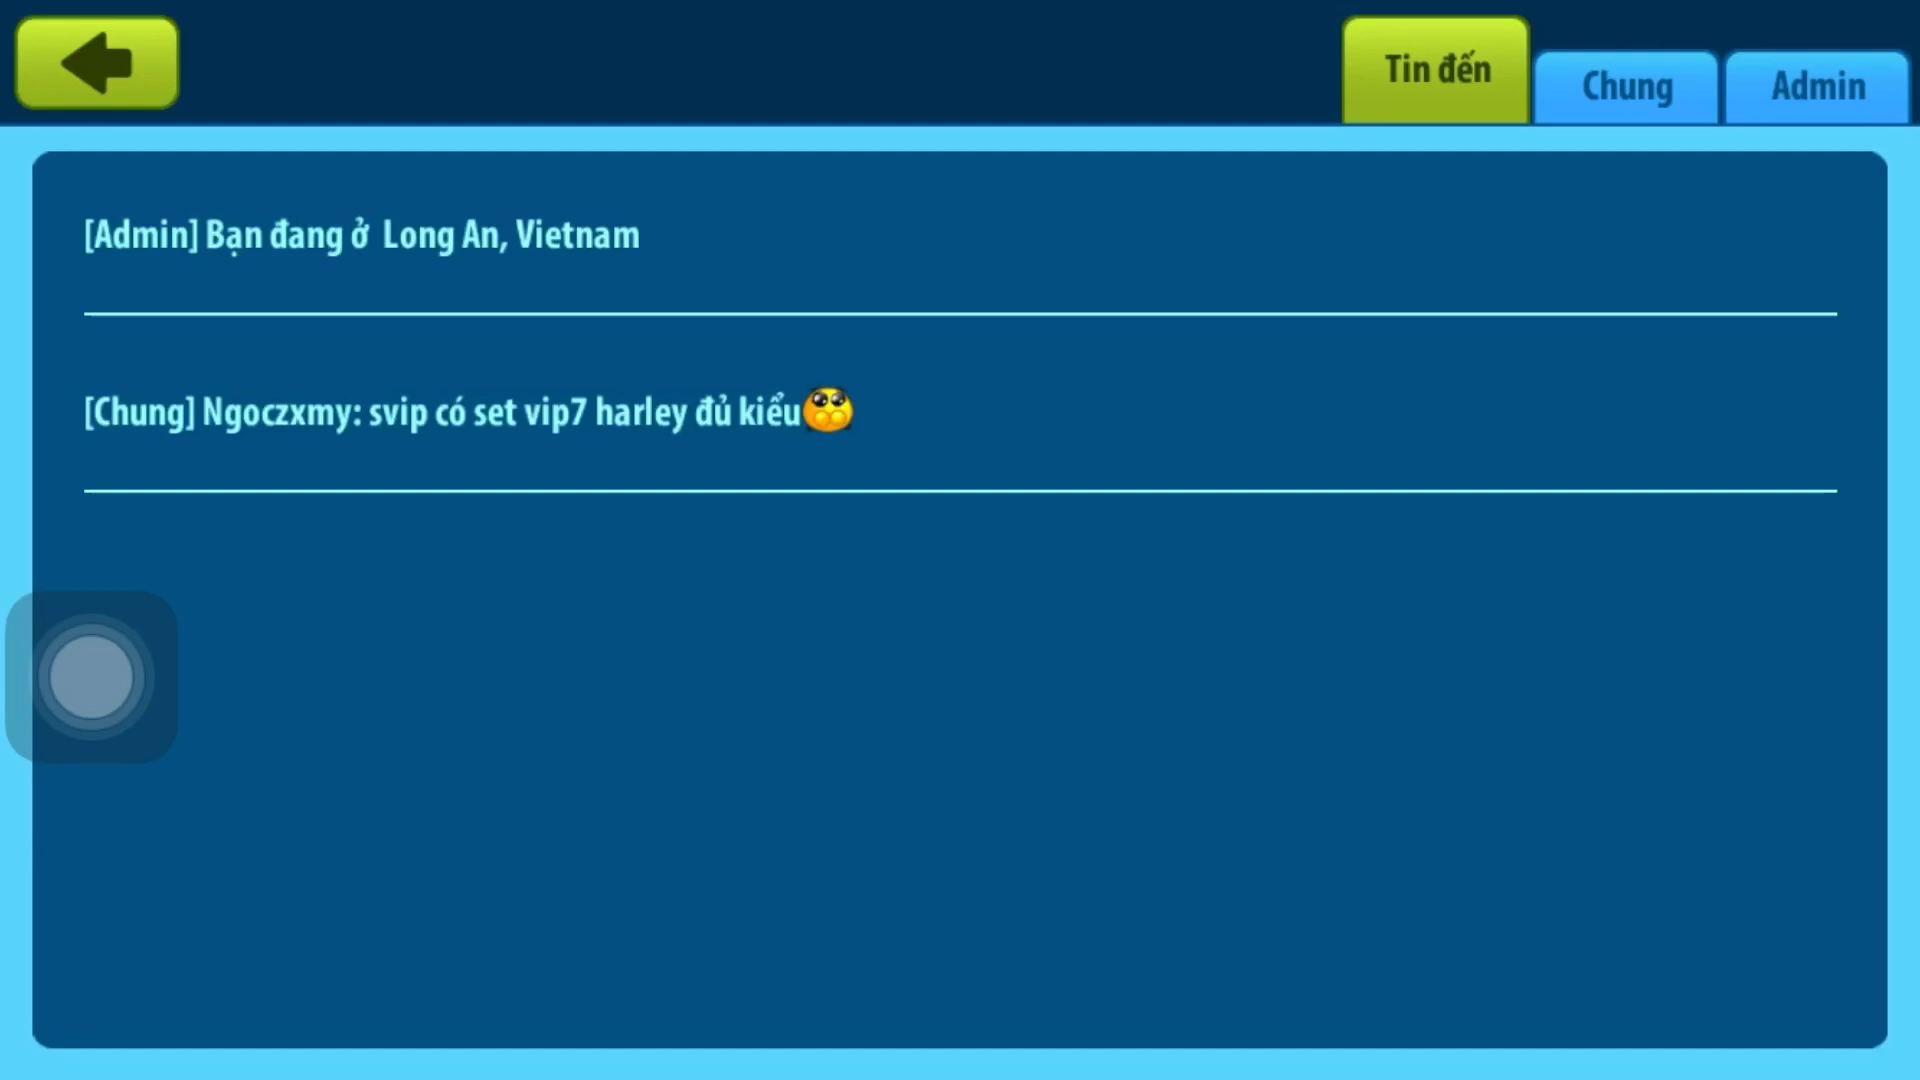 Tin đến
Chung
Admin
[Admin] Bạn đang ở  Long An, Vietnam
[Chung] Ngoczxmy: svip có set vip7 harley đủ kiểu